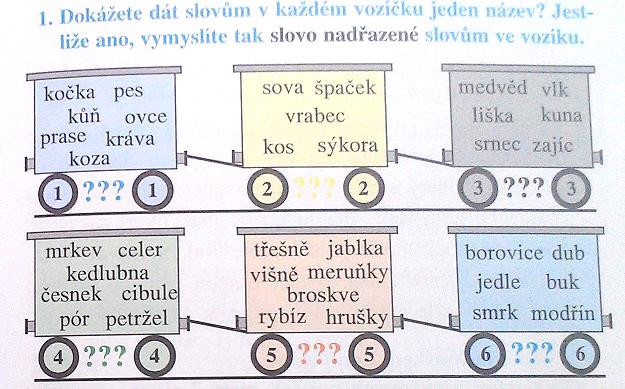 1. Dokážete dát slovům v každém vozíčku jeden název? Jest-
liže ano, vymyslíte tak slovo nadřazené slovům ve vozíku.
kočka pes
kůň ovce
prase kráva
koza
1 ??? 1
sova špaček
vrabec
kos sýkora
2 ??? 2
medvěd vlk
liška kuna
srnec zajíc
3 ??? 3
mrkev celer
kedlubna
česnek cibule
pór petržel
4 ??? 4
třešně jablka
višně meruňky
broskve
rybíz hrušky
5 ??? 5
borovice dub
jedle buk
smrk modřín
6 ??? 6